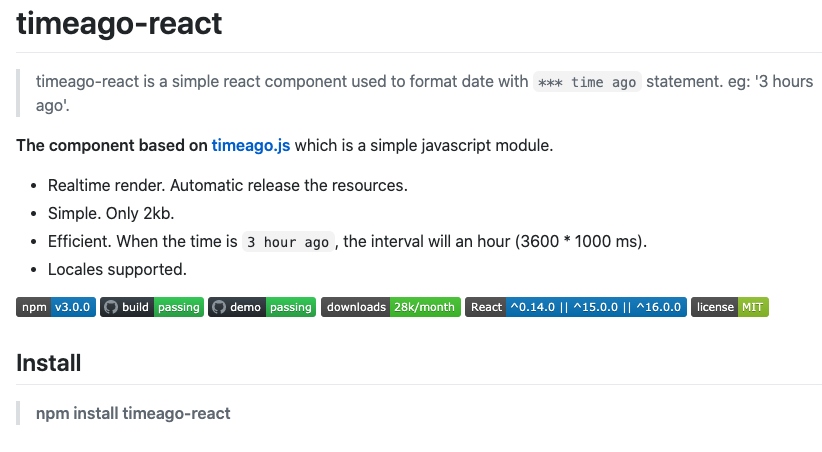 timeago-react
timeago-react is a simple react component used to format date with *** time ago statement. eg: '3 hours
ago'.
The component based on timeago.js which is a simple javascript module.
• Realtime render. Automatic release the resources.
• Simple. Only 2kb.
• Efficient. When the time is 3 hour ago, the interval will an hour (3600 * 1000 ms).
• Locales supported.
npm v3.0.0 build passing demo passing downloads 28k/month React ^0.14.0 || ^15.0.0 || ^16.0.0 license MIT
Install
npm install timeago-react